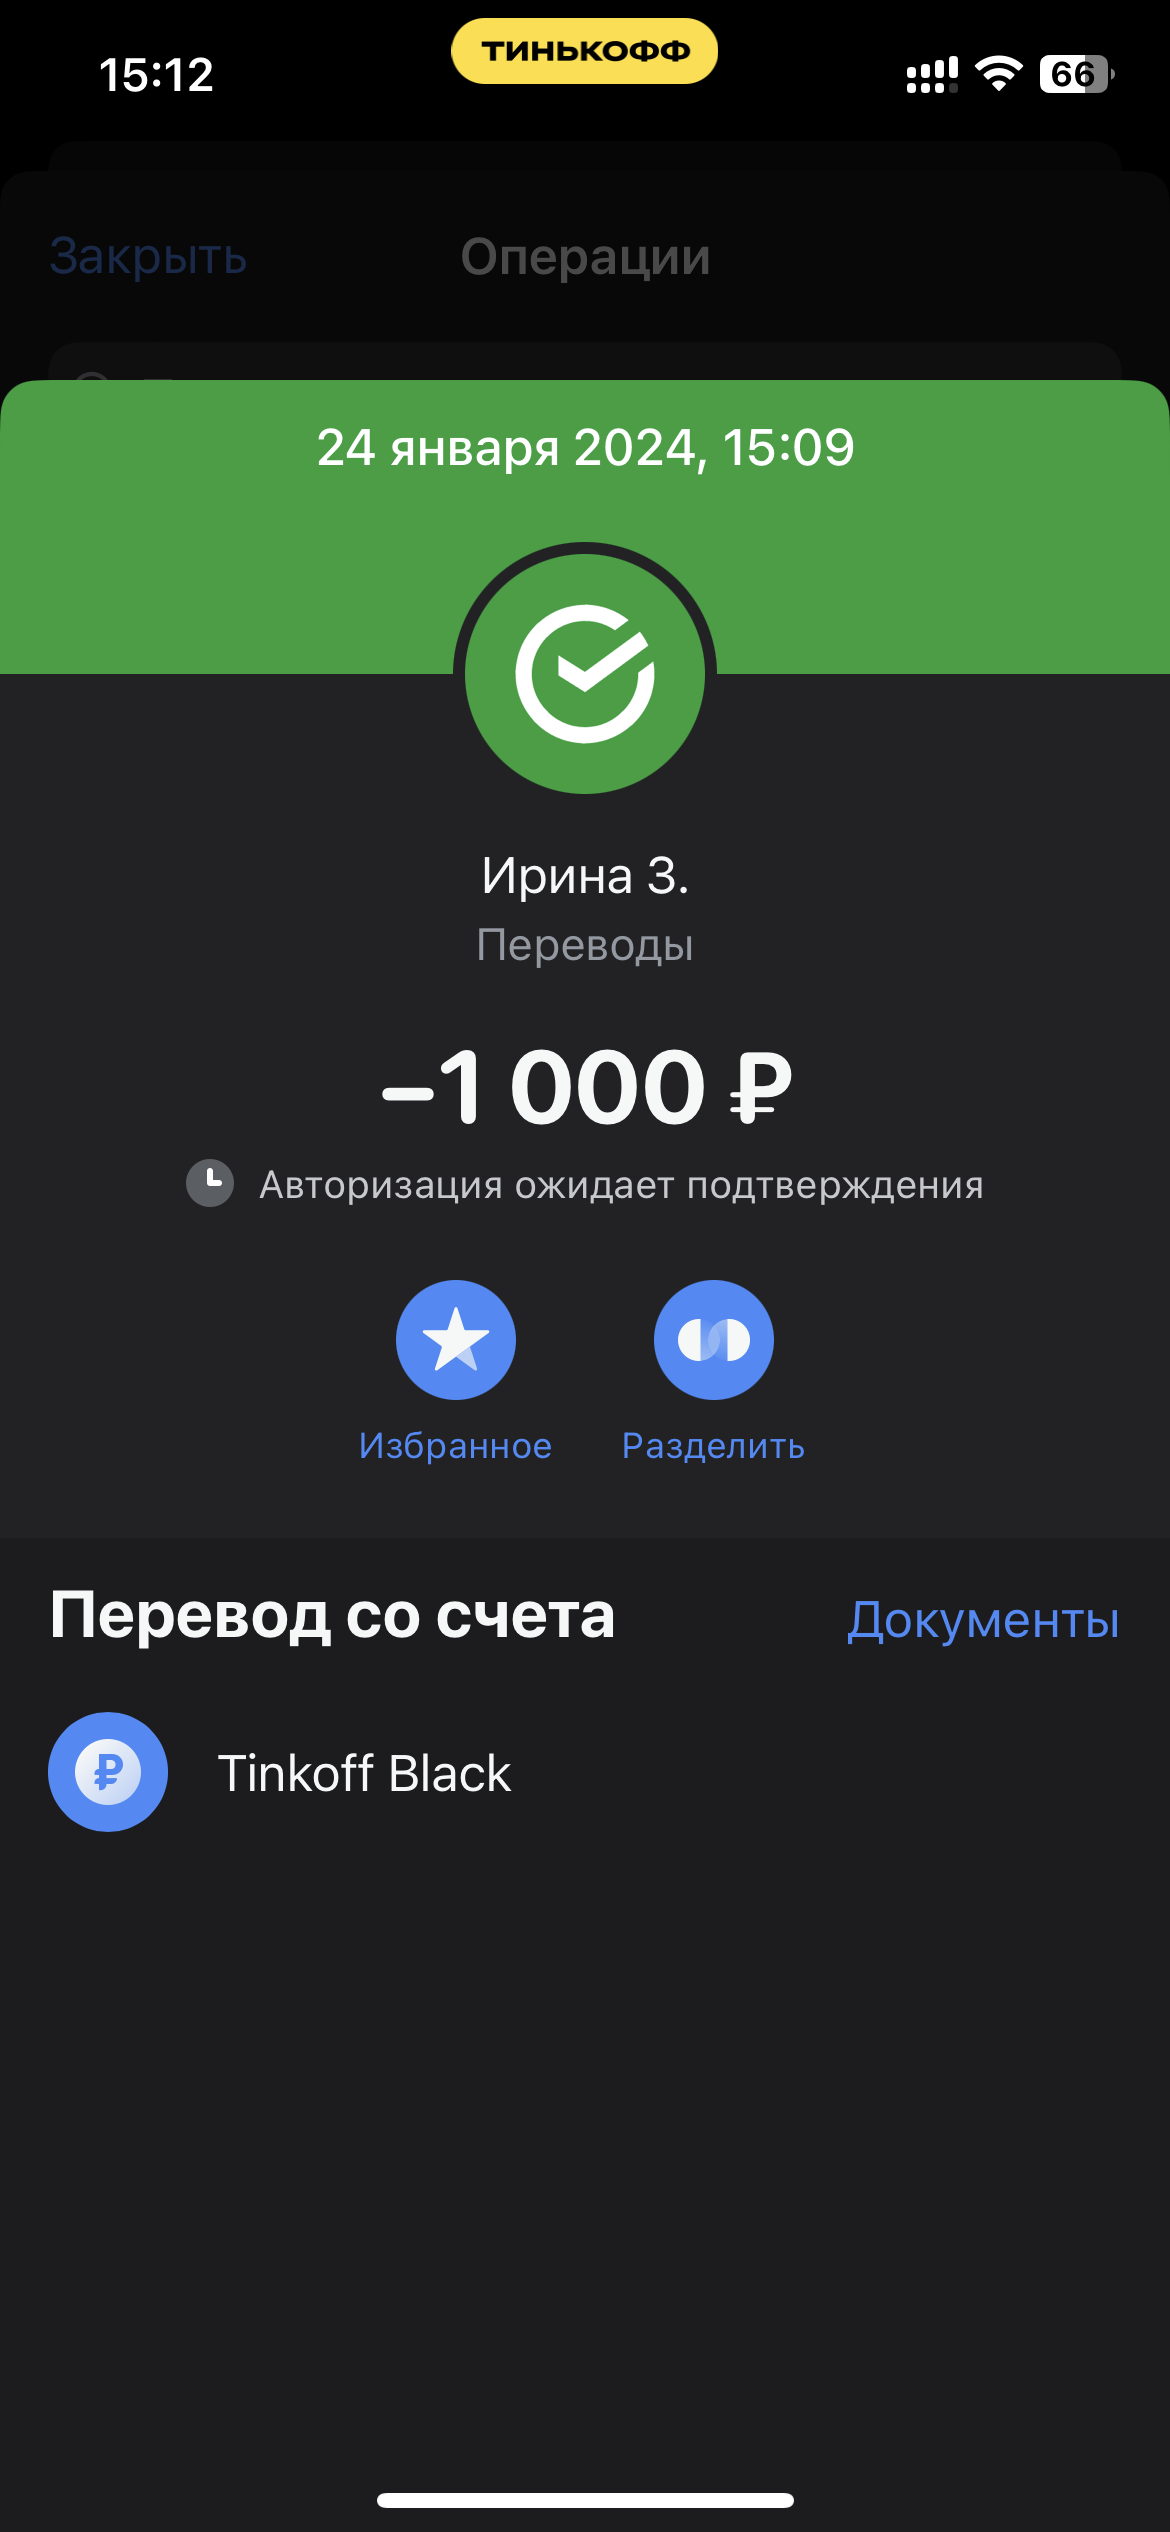 15:12
ТИНЬКОФФ
66
Закрыть
Операции
24 января 2024, 15:09
Ирина З.
Переводы
–1 000 ₽
Авторизация ожидает подтверждения
Избранное
Разделить
Перевод со счета
Документы
₽
Tinkoff Black